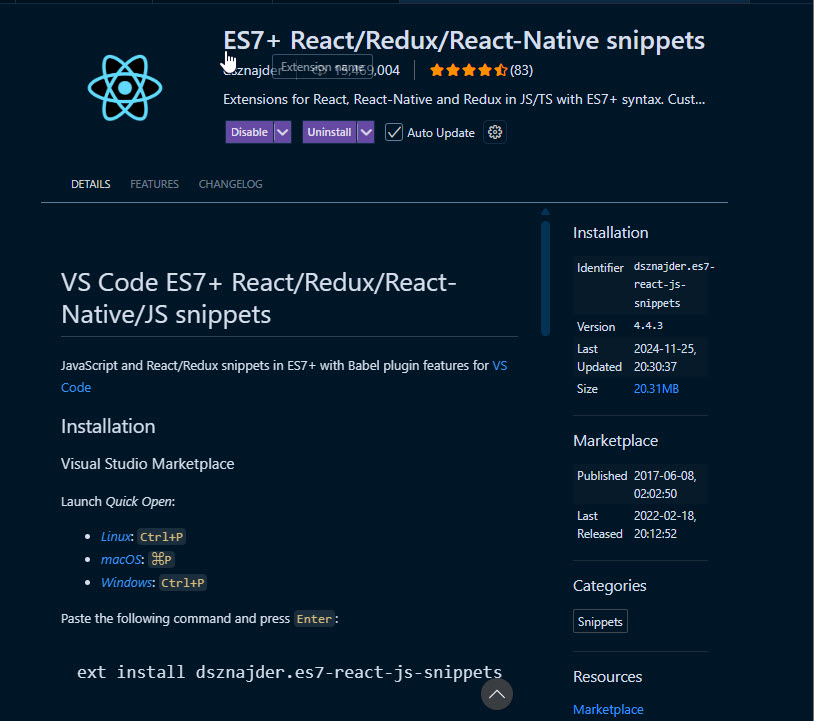 ES7+ React/Redux/React-Native snippets
dsznajder
Extension name
,004
(83)
Extensions for React, React-Native and Redux in JS/TS with ES7+ syntax. Cust...
Disable
Uninstall
Auto Update
DETAILS
FEATURES
CHANGELOG
VS Code ES7+ React/Redux/React-
Native/JS snippets
JavaScript and React/Redux snippets in ES7+ with Babel plugin features for VS
Code
Installation
Visual Studio Marketplace
Launch Quick Open:
• Linux: Ctrl+P
• macOS: ⌘P
• Windows: Ctrl+P
Paste the following command and press Enter:
ext install dsznajder.es7-react-js-snippets
Installation
Identifier dsznajder.es7-
react-js-
snippets
Version 4.4.3
Last 2024-11-25,
Updated 20:30:37
Size 20.31MB
Marketplace
Published 2017-06-08,
02:02:50
Last 2022-02-18,
Released 20:12:52
Categories
Snippets
Resources
Marketplace